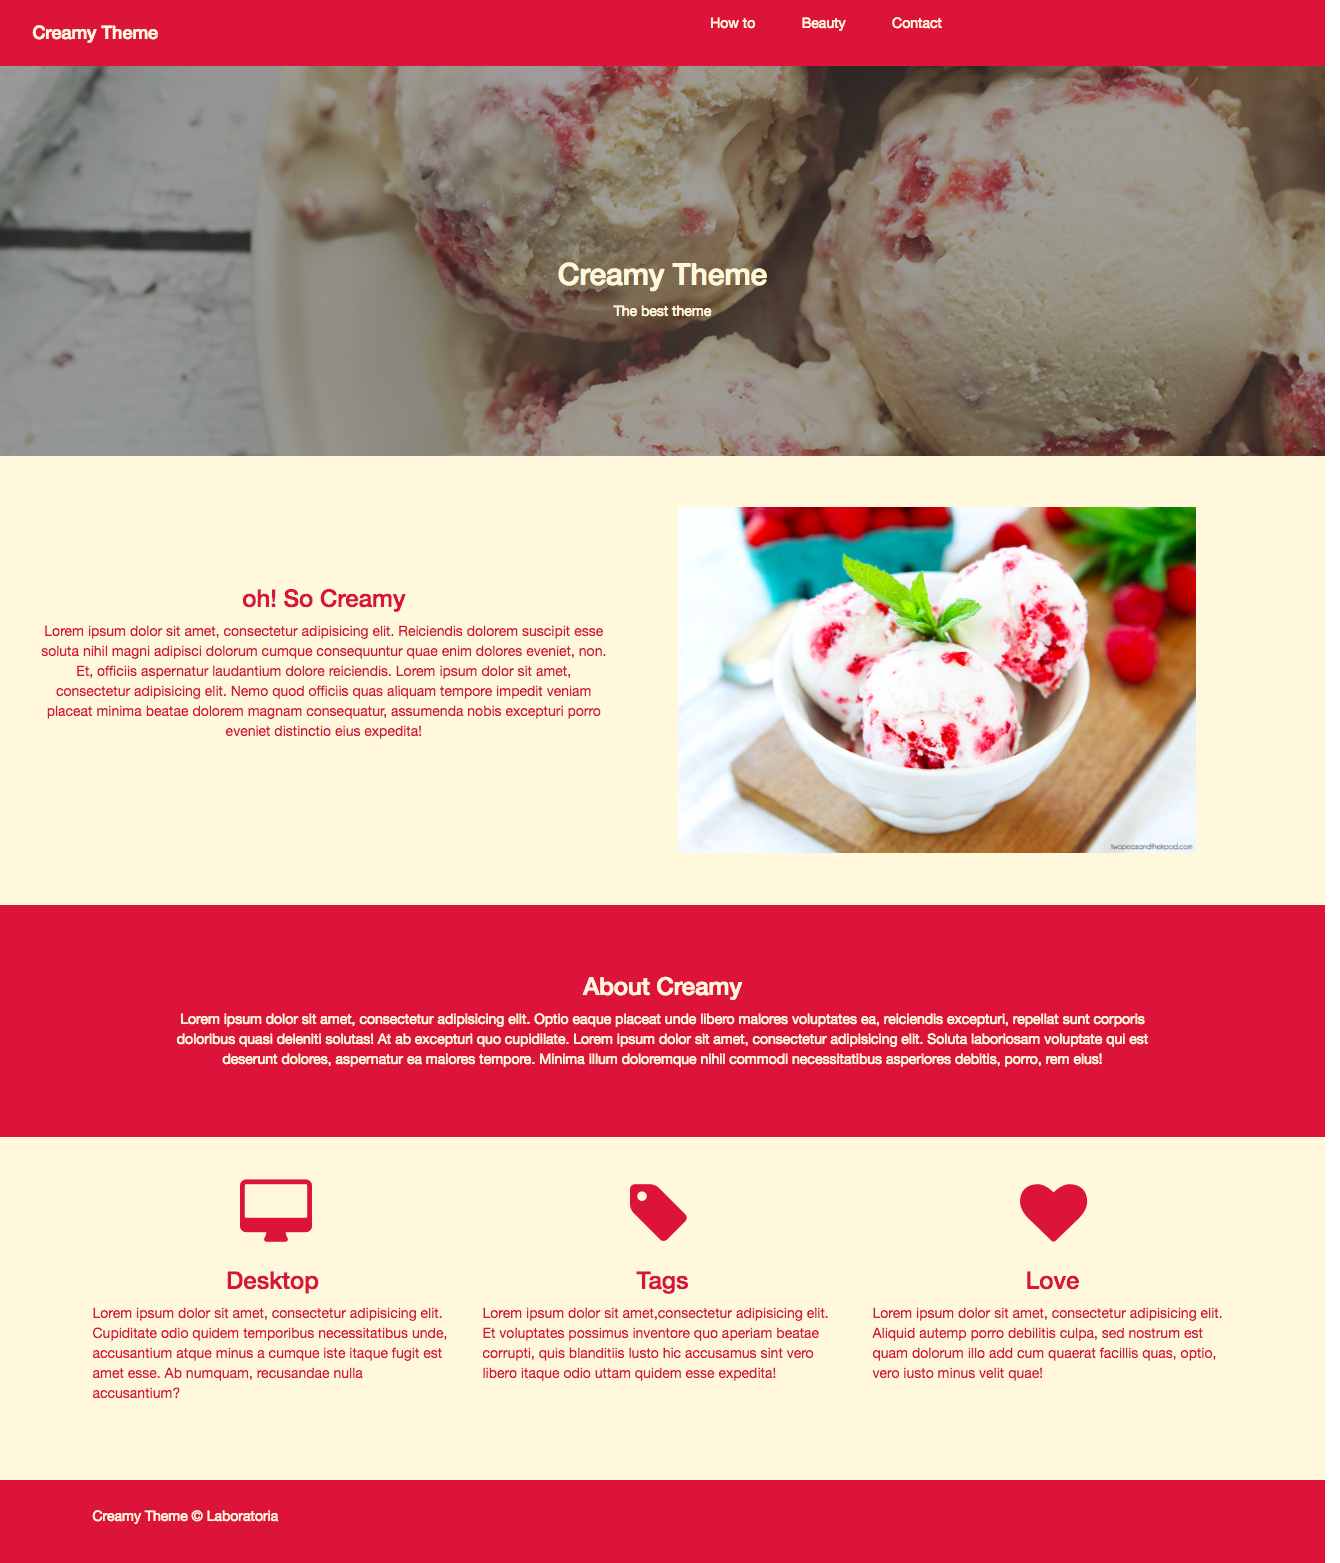 Creamy Theme
How to Beauty Contact
Creamy Theme
The best theme
oh! So Creamy
Lorem ipsum dolor sit amet, consectetur adipisicing elit. Reiciendis dolorem suscipit esse
soluta nihil magni adipisci dolorum cumque consequuntur quae enim dolores eveniet, non.
Et, officiis aspernatur laudantium dolore reiciendis. Lorem ipsum dolor sit amet,
consectetur adipisicing elit. Nemo quod officiis quas aliquam tempore impedit veniam
placeat minima beatae dolorem magnam consequatur, assumenda nobis excepturi porro
eveniet distinctio eius expedita!
twopeasandtheirpod.com
About Creamy
Lorem ipsum dolor sit amet, consectetur adipisicing elit. Optio eaque placeat unde libero maiores voluptates ea, reiciendis excepturi, repellat sunt corporis
doloribus quasi deleniti solutas! At ab excepturi quo cupidilate. Lorem ipsum dolor sit amet, consectetur adipisicing elit. Soluta laboriosam voluptate qui est
deserunt dolores, aspernatur ea maiores tempore. Minima illum doloremque nihil commodi necessitatibus asperiores debitis, porro, rem eius!
Desktop
Lorem ipsum dolor sit amet, consectetur adipisicing elit.
Cupiditate odio quidem temporibus necessitatibus unde,
accusantium atque minus a cumque iste itaque fugit est
amet esse. Ab numquam, recusandae nulla
accusantium?
Tags
Lorem ipsum dolor sit amet,consectetur adipisicing elit.
Et voluptates possimus inventore quo aperiam beatae
corrupti, quis blanditiis lusto hic accusamus sint vero
libero itaque odio uttam quidem esse expedita!
Love
Lorem ipsum dolor sit amet, consectetur adipisicing elit.
Aliquid autemp porro debilitis culpa, sed nostrum est
quam dolorum illo add cum quaerat facillis quas, optio,
vero iusto minus velit quae!
Creamy Theme © Laboratoria